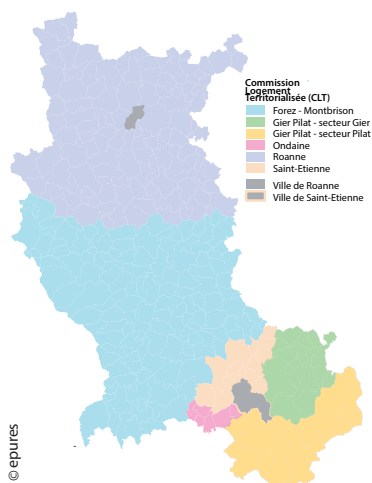 Commission
Logement
Territorialisée (CLT)
Forez - Montbrison
Gier Pilat - secteur Gier
Gier Pilat - secteur Pilat
Ondaine
Roanne
Saint-Etienne
Ville de Roanne
Ville de Saint-Etienne
© epures